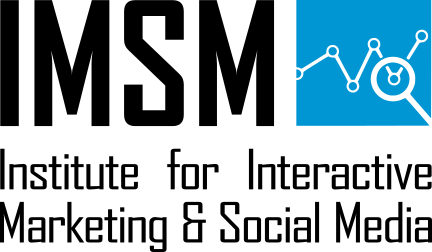 IMSM
Institute for Interactive
Marketing & Social Media